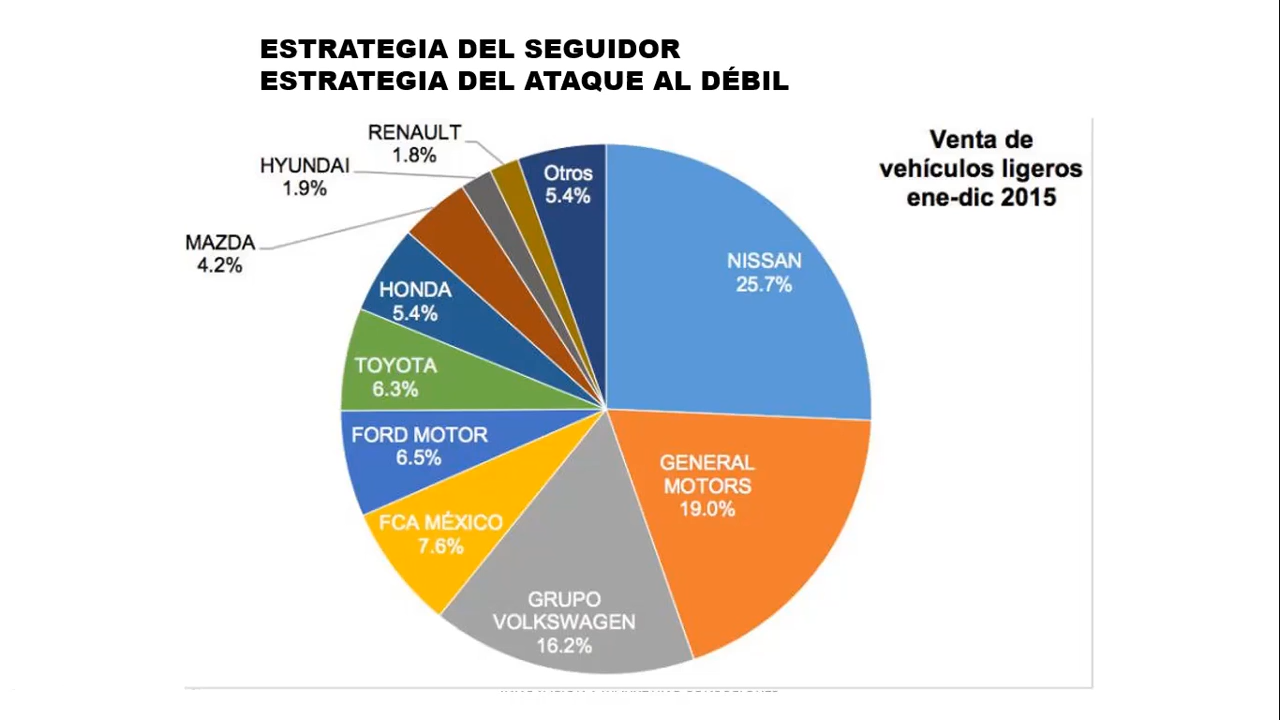 ESTRATEGIA DEL SEGUIDOR
ESTRATEGIA DEL ATAQUE AL DÉBIL
Venta de
vehículos ligeros
ene-dic 2015
RENAULT
1.8%
HYUNDAI
1.9%
MAZDA
4.2%
Otros
5.4%
NISSAN
25.7%
HONDA
5.4%
TOYOTA
6.3%
FORD MOTOR
6.5%
GENERAL
MOTORS
19.0%
FCA MÉXICO
7.6%
GRUPO
VOLKSWAGEN
16.2%